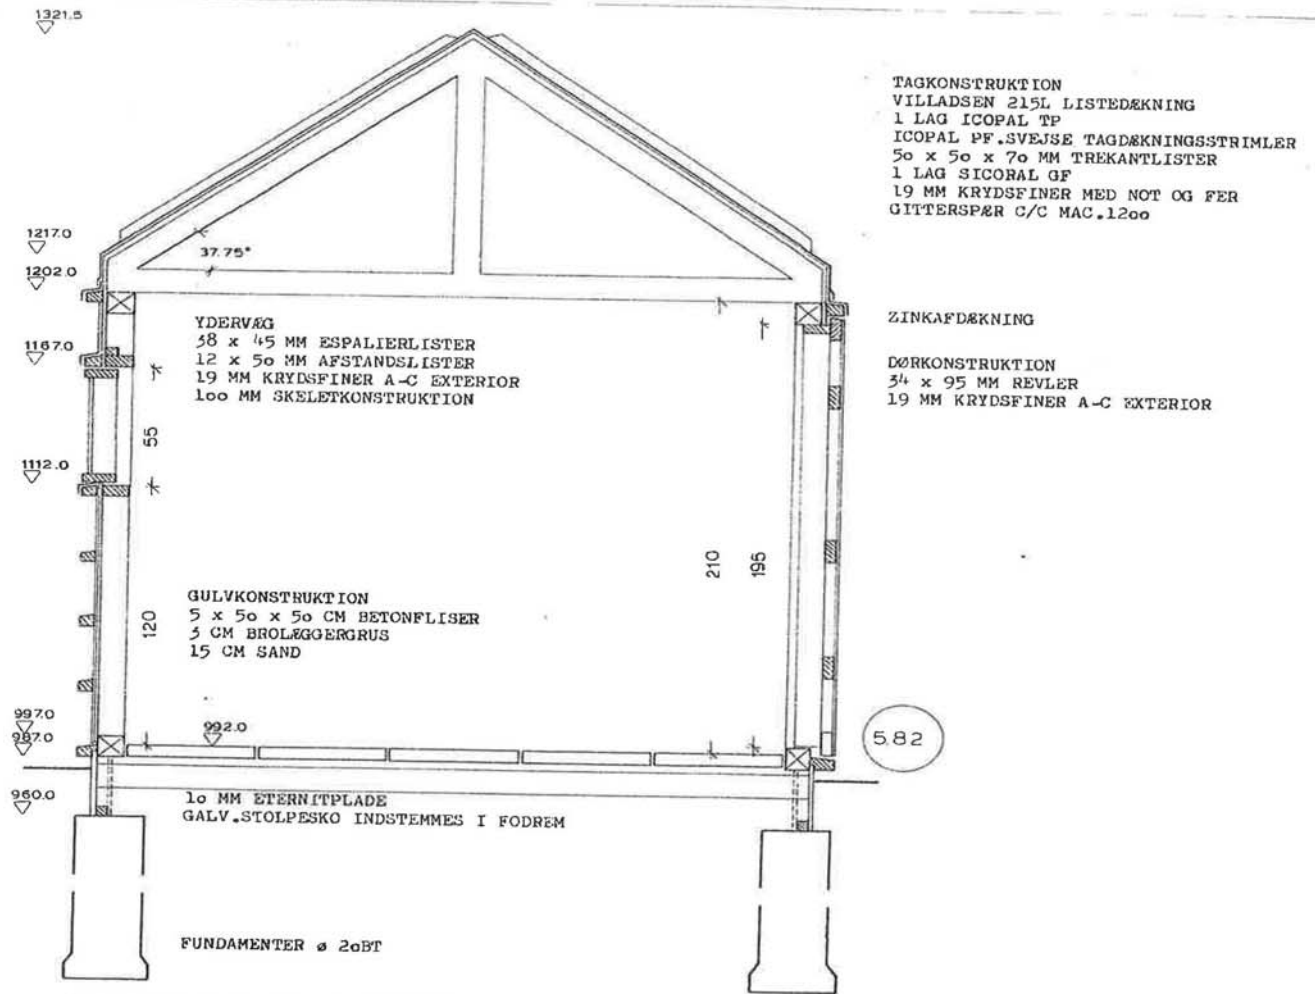 1321,5
TAGKONSTRUKTION
VILLADSEN 215L LISTEDÆKNING
1 LAG ICOPAL TP
ICOPAL PF.SVEJSE TAGDÆKNINGSSTRIMLER
5o x 5o x 7o MM TREKANTLISTER
1 LAG SICORAL GF
19 MM KRYDSFINER MED NOT OG FER
GITTERSPÆR C/C MAC.12oo
1217.0
37.75°
1202.0
YDERVÆG
38 x 45 MM ESPALIERLISTER
12 x 5o MM AFSTANDSLISTER
19 MM KRYDSFINER A-C EXTERIOR
1oo MM SKELETKONSTRUKTION
ZINKAFDÆKNING
DØRKONSTRUKTION
34 x 95 MM REVLER
19 MM KRYDSFINER A-C EXTERIOR
1167.0
55
1112.0
210
195
GULVKONSTRUKTION
5 x 5o x 5o CM BETONFLISER
3 CM BROLÆGGERGRUS
15 CM SAND
120
997.0
992.0
987.0
5.82
960.0
1o MM ETERNITPLADE
GALV.STOLPESKO INDSTEMMES I FODREM
FUNDAMENTER ø 2oBT